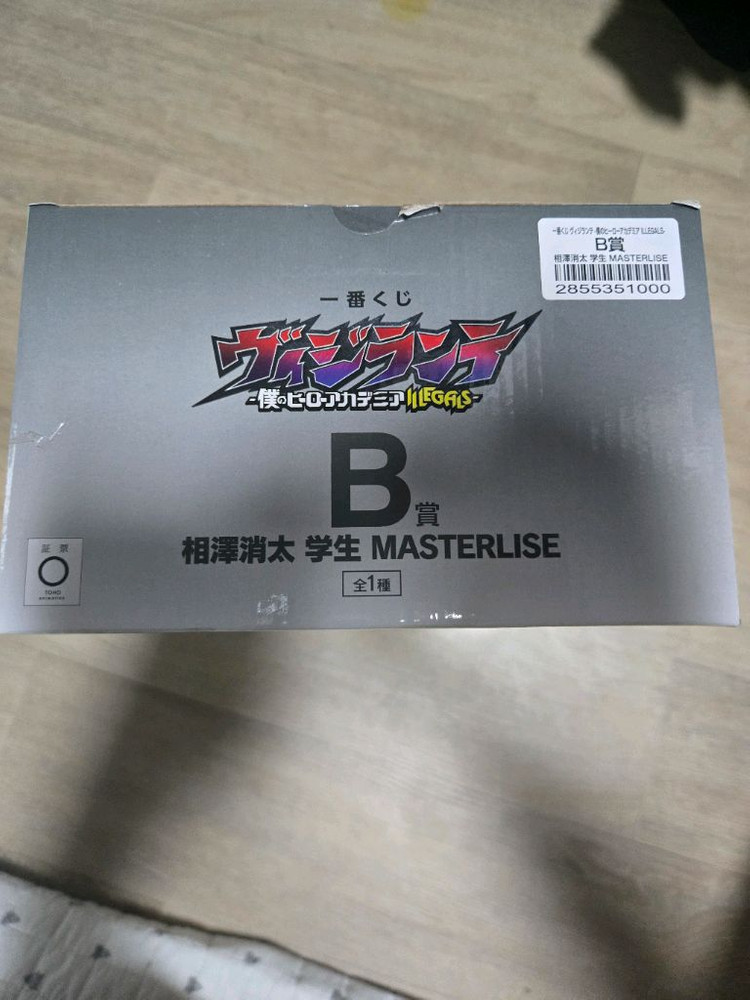 一番くじ ヴィジランテ -僕のヒーローアカデミア ILLEGALS-
B賞
相澤消太 学生 MASTERLISE
2855351000
一番くじ
ヴィジランテ
-僕のヒーローアカデミア ILLEGALS-
B賞
相澤消太 学生 MASTERLISE
全1種
証票
TOHO
ANIMATION